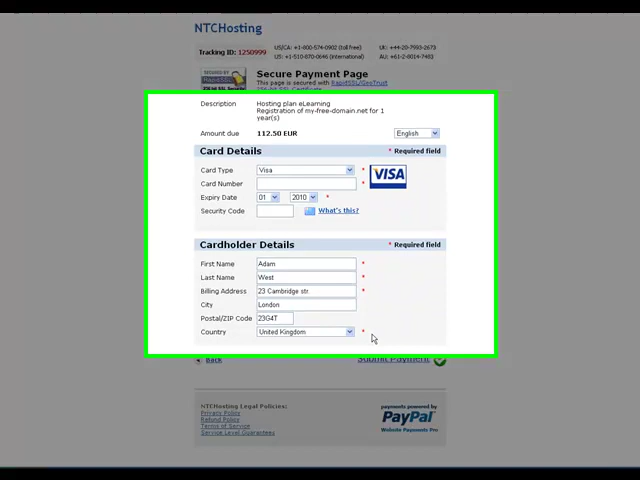 NTCHosting
Tracking ID: 1250999
US/CA: +1-800-574-0902 (toll free)
UK: +44-20-7993-2673
US: +1-510-870-0646 (international)
AU: +61-2-8014-7483
SECURED BY
Secure Payment Page
This page is secured with RapidSSL/GeoTrust
Description Hosting plan eLearning
Registration of my-free-domain.net for 1
year(s)
Amount due 112.50 EUR English
Card Details * Required field
Card Type Visa * VISA
Card Number *
Expiry Date 01 2010 *
Security Code What's this?
Cardholder Details * Required field
First Name Adam *
Last Name West *
Billing Address 23 Cambridge str. *
City London
Postal/ZIP Code 23G4T
Country United Kingdom *
Back Submit Payment
NTCHosting Legal Policies:
Privacy Policy
Refund Policy
Terms of Service
Service Level Guarantees
payments powered by
PayPal
Website Payments Pro